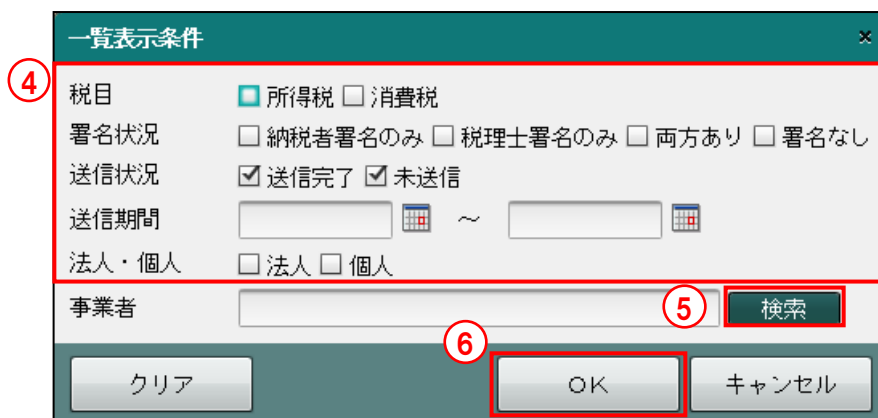 一覧表示条件 ×
④
税目 所得税 消費税
署名状況 納税者署名のみ 税理士署名のみ 両方あり 署名なし
送信状況 送信完了 未送信
送信期間 ～
法人・個人 法人 個人
事業者 ⑤ 検索
⑥
クリア OK キャンセル